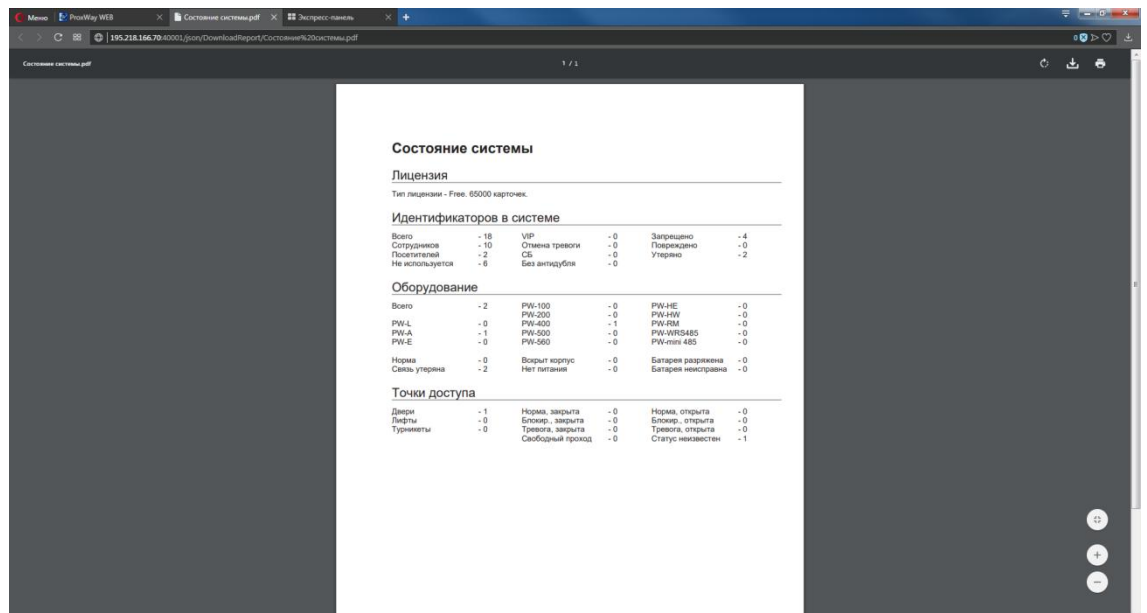 Меню
ProxWay WEB
Состояние системы.pdf
Экспресс-панель
195.218.166.70:40001/json/DownloadReport/Состояние%20системы.pdf
0
Состояние системы.pdf
1 / 1
Состояние системы
Лицензия
Тип лицензии - Free. 65000 карточек.
Идентификаторов в системе
Всего - 18 VIP - 0 Запрещено - 4
Сотрудников - 10 Отмена тревоги - 0 Повреждено - 0
Посетителей - 2 СБ - 0 Утеряно - 2
Не используется - 6 Без антидубля - 0
Оборудование
Всего - 2 PW-100 - 0 PW-HE - 0
PW-200 - 0 PW-HW - 0
PW-L - 0 PW-400 - 1 PW-RM - 0
PW-A - 1 PW-500 - 0 PW-WRS485 - 0
PW-E - 0 PW-560 - 0 PW-mini 485 - 0
Норма - 0 Вскрыт корпус - 0 Батарея разряжена - 0
Связь утеряна - 2 Нет питания - 0 Батарея неисправна - 0
Точки доступа
Двери - 1 Норма, закрыта - 0 Норма, открыта - 0
Лифты - 0 Блокир., закрыта - 0 Блокир., открыта - 0
Турникеты - 0 Тревога, закрыта - 0 Тревога, открыта - 0
Свободный проход - 0 Статус неизвестен - 1